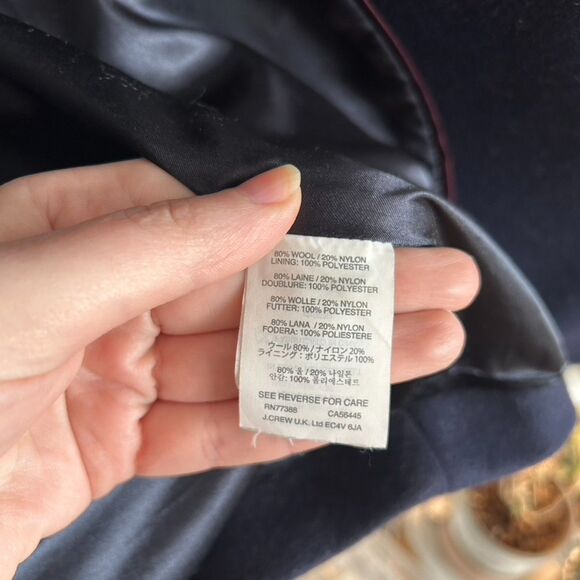 80% WOOL / 20% NYLON
LINING: 100% POLYESTER
80% LAINE / 20% NYLON
DOUBLURE: 100% POLYESTER
80% WOLLE / 20% NYLON
FUTTER: 100% POLYESTER
80% LANA / 20% NYLON
FODERA: 100% POLIESTERE
ウール 80% / ナイロン 20%
ライニング : ポリエステル 100%
80% 울 / 20% 나일론
안감: 100% 폴리에스테르
SEE REVERSE FOR CARE
RN77388 CA56445
J.CREW U.K. Ltd EC4V 6JA